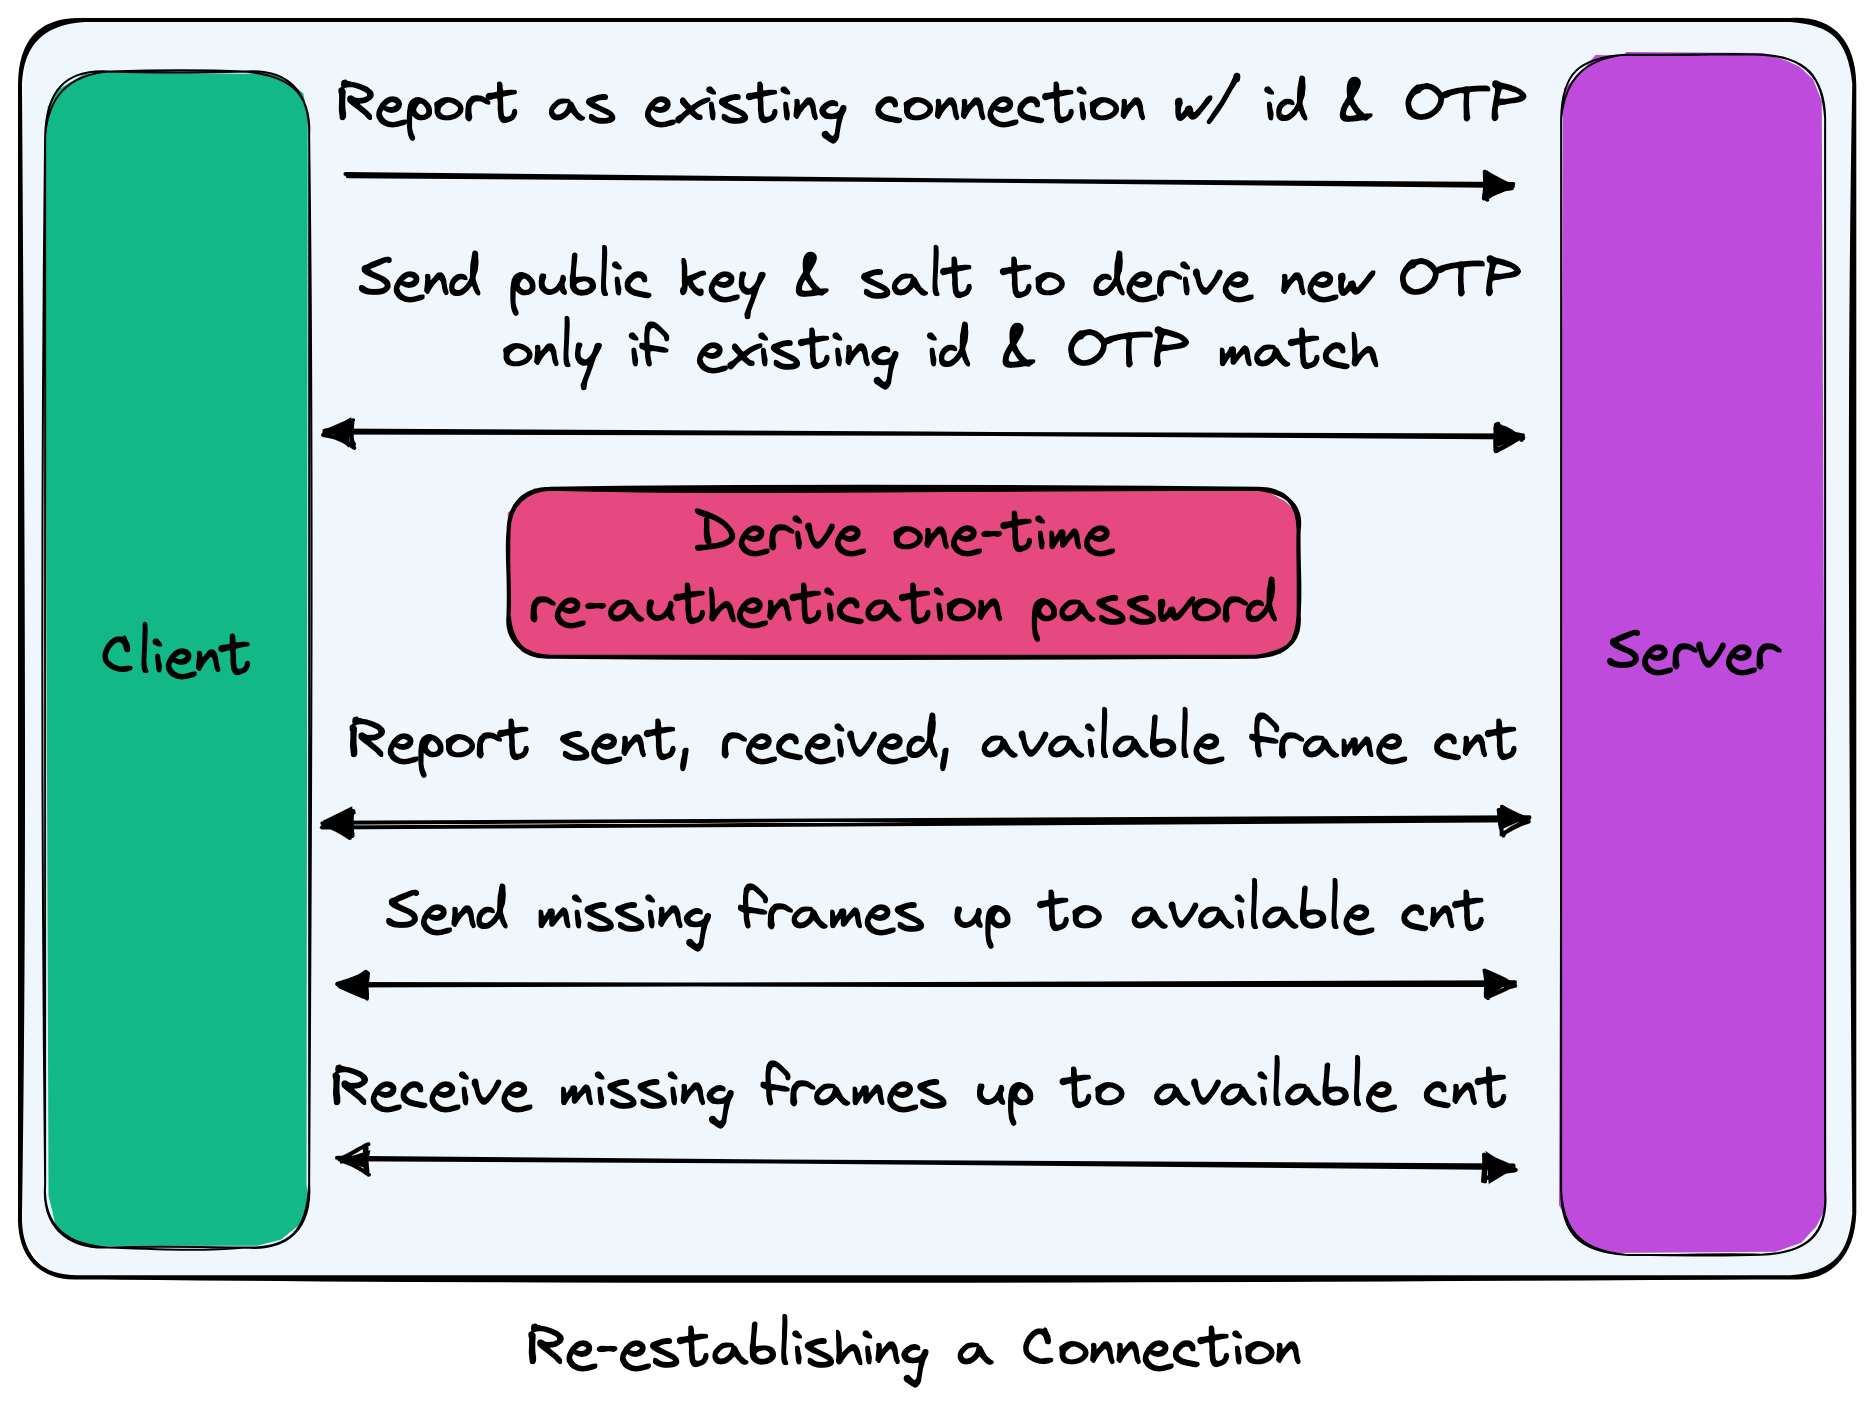 Report as existing connection w/ id & OTP
Send public key & salt to derive new OTP
only if existing id & OTP match
Derive one-time
re-authentication password
Client
Server
Report sent, received, available frame cnt
Send missing frames up to available cnt
Receive missing frames up to available cnt
Re-establishing a Connection